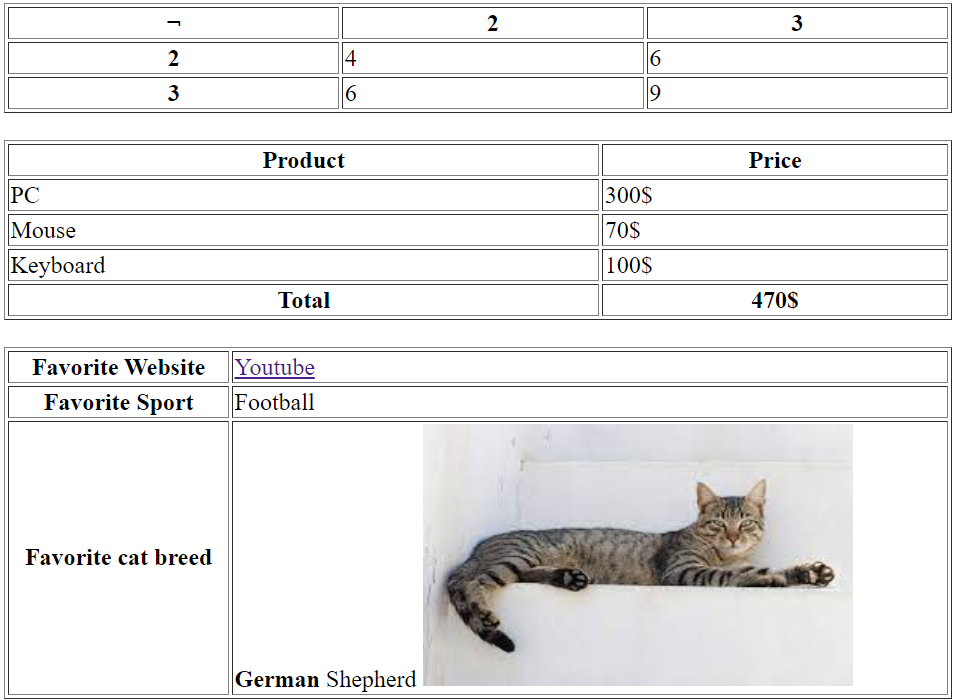 ¬ 2 3
2 4 6
3 6 9
Product Price
PC 300$
Mouse 70$
Keyboard 100$
Total 470$
Favorite Website Youtube
Favorite Sport Football
Favorite cat breed
German Shepherd